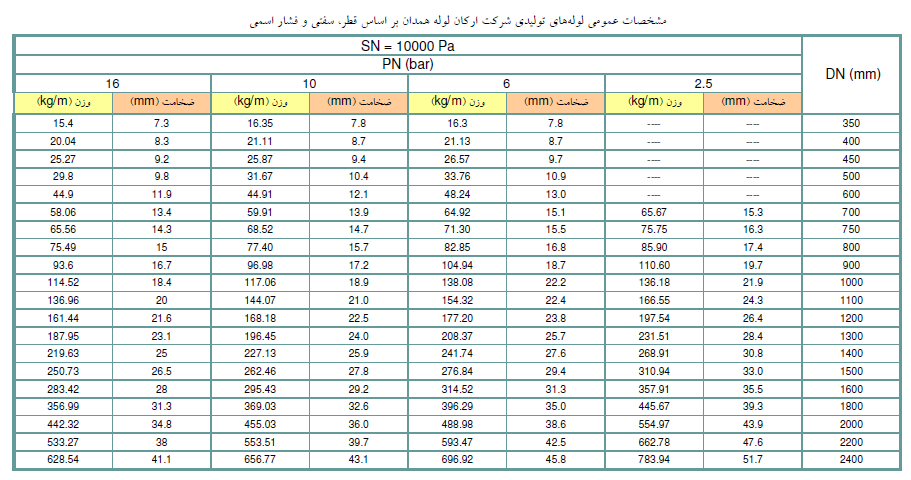 مشخصات عمومی لوله‌های تولیدی شرکت ارکان لوله همدان بر اساس قطر، سفتی و فشار اسمی
SN = 10000 Pa DN (mm)
PN (bar)
16 10 6 2.5
وزن (kg/m) ضخامت (mm) وزن (kg/m) ضخامت (mm) وزن (kg/m) ضخامت (mm) وزن (kg/m) ضخامت (mm)
15.4 7.3 16.35 7.8 16.3 7.8 ---- ---- 350
20.04 8.3 21.11 8.7 21.13 8.7 ---- ---- 400
25.27 9.2 25.87 9.4 26.57 9.7 ---- ---- 450
29.8 9.8 31.67 10.4 33.76 10.9 ---- ---- 500
44.9 11.9 44.91 12.1 48.24 13.0 ---- ---- 600
58.06 13.4 59.91 13.9 64.92 15.1 65.67 15.3 700
65.56 14.3 68.52 14.7 71.30 15.5 75.75 16.3 750
75.49 15 77.40 15.7 82.85 16.8 85.90 17.4 800
93.6 16.7 96.98 17.2 104.94 18.7 110.60 19.7 900
114.52 18.4 117.06 18.9 138.08 22.2 136.18 21.9 1000
136.96 20 144.07 21.0 154.32 22.4 166.55 24.3 1100
161.44 21.6 168.18 22.5 177.20 23.8 197.54 26.4 1200
187.95 23.1 196.45 24.0 208.37 25.7 231.51 28.4 1300
219.63 25 227.13 25.9 241.74 27.6 268.91 30.8 1400
250.73 26.5 262.46 27.8 276.84 29.4 310.94 33.0 1500
283.42 28 295.43 29.2 314.52 31.3 357.91 35.5 1600
356.99 31.3 369.03 32.6 396.29 35.0 445.67 39.3 1800
442.32 34.8 455.03 36.0 488.98 38.6 554.97 43.9 2000
533.27 38 553.51 39.7 593.47 42.5 662.78 47.6 2200
628.54 41.1 656.77 43.1 696.92 45.8 783.94 51.7 2400